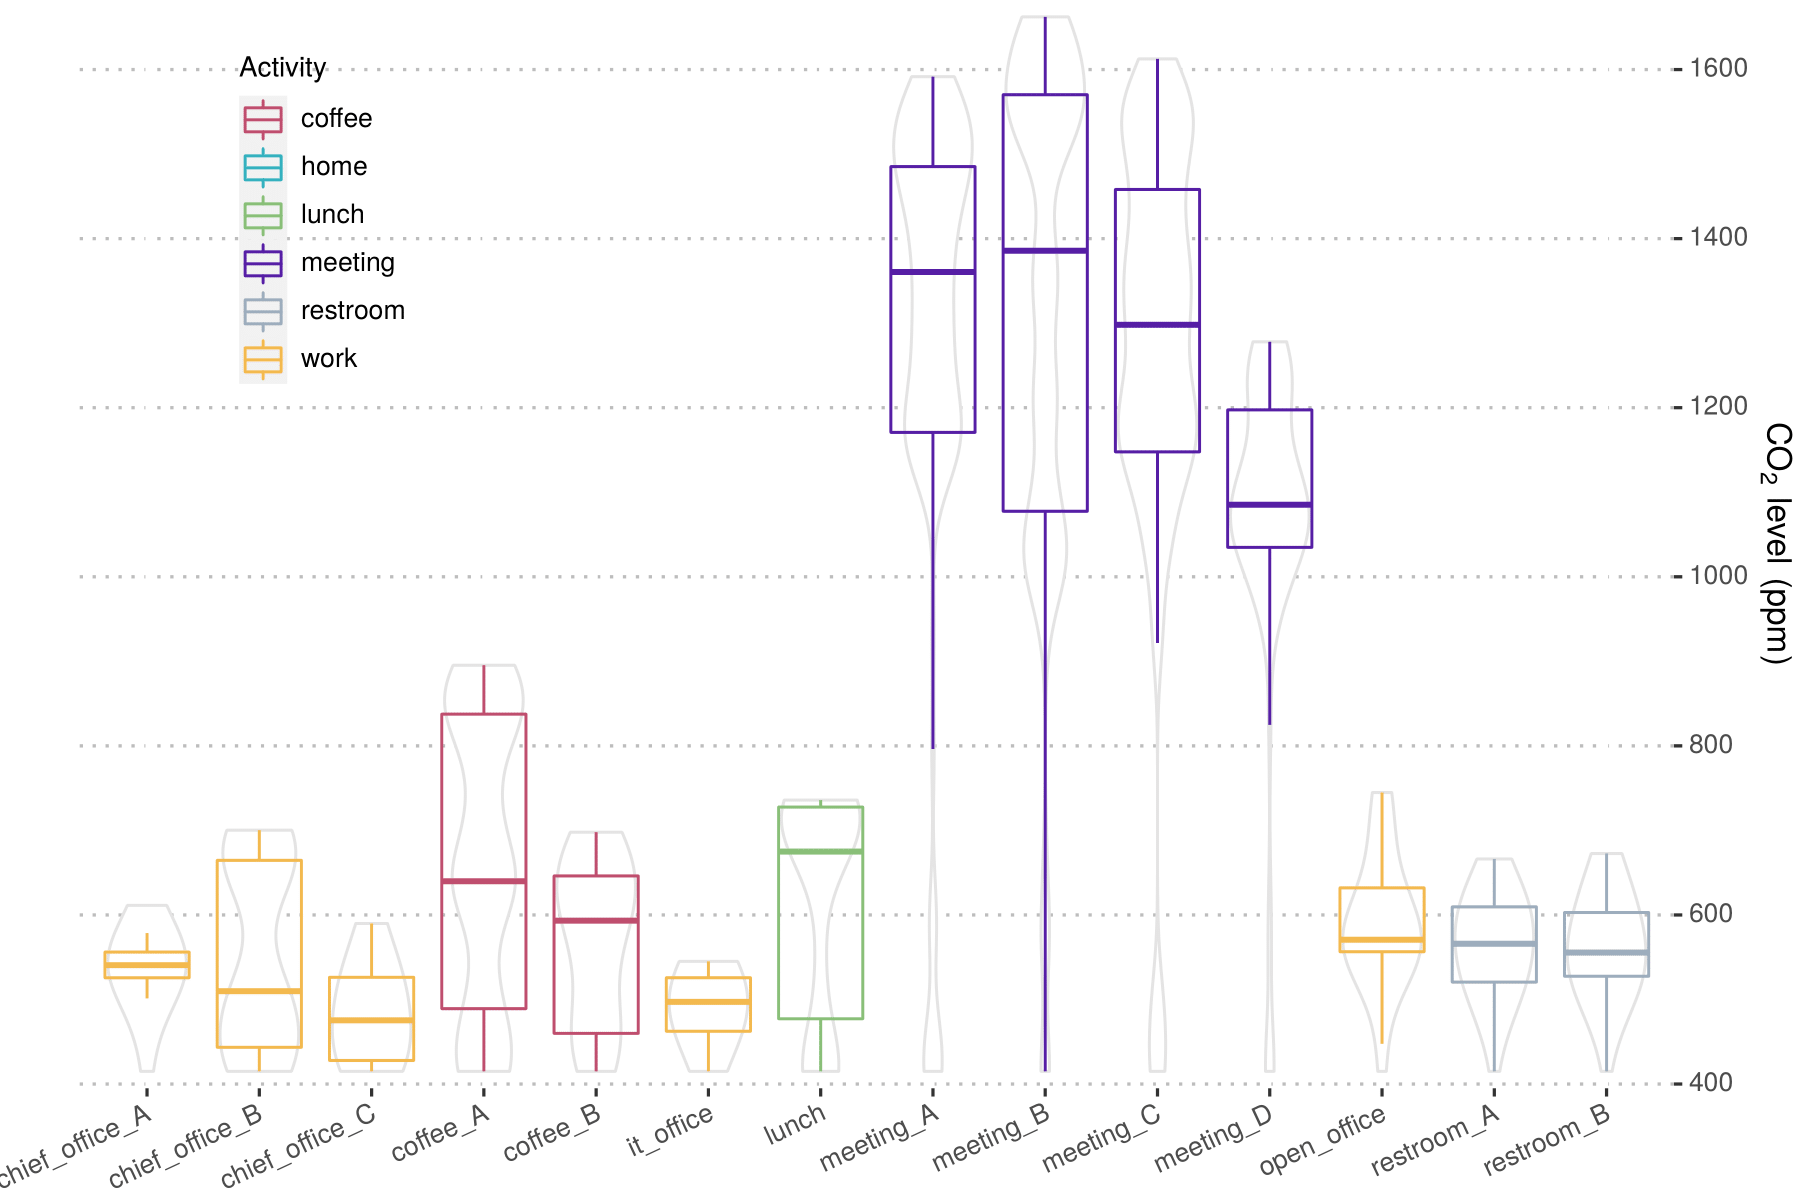 Activity
coffee
home
lunch
meeting
restroom
work
1600
1400
1200
1000
800
600
400
CO₂ level (ppm)
chief_office_A
chief_office_B
chief_office_C
coffee_A
coffee_B
it_office
lunch
meeting_A
meeting_B
meeting_C
meeting_D
open_office
restroom_A
restroom_B